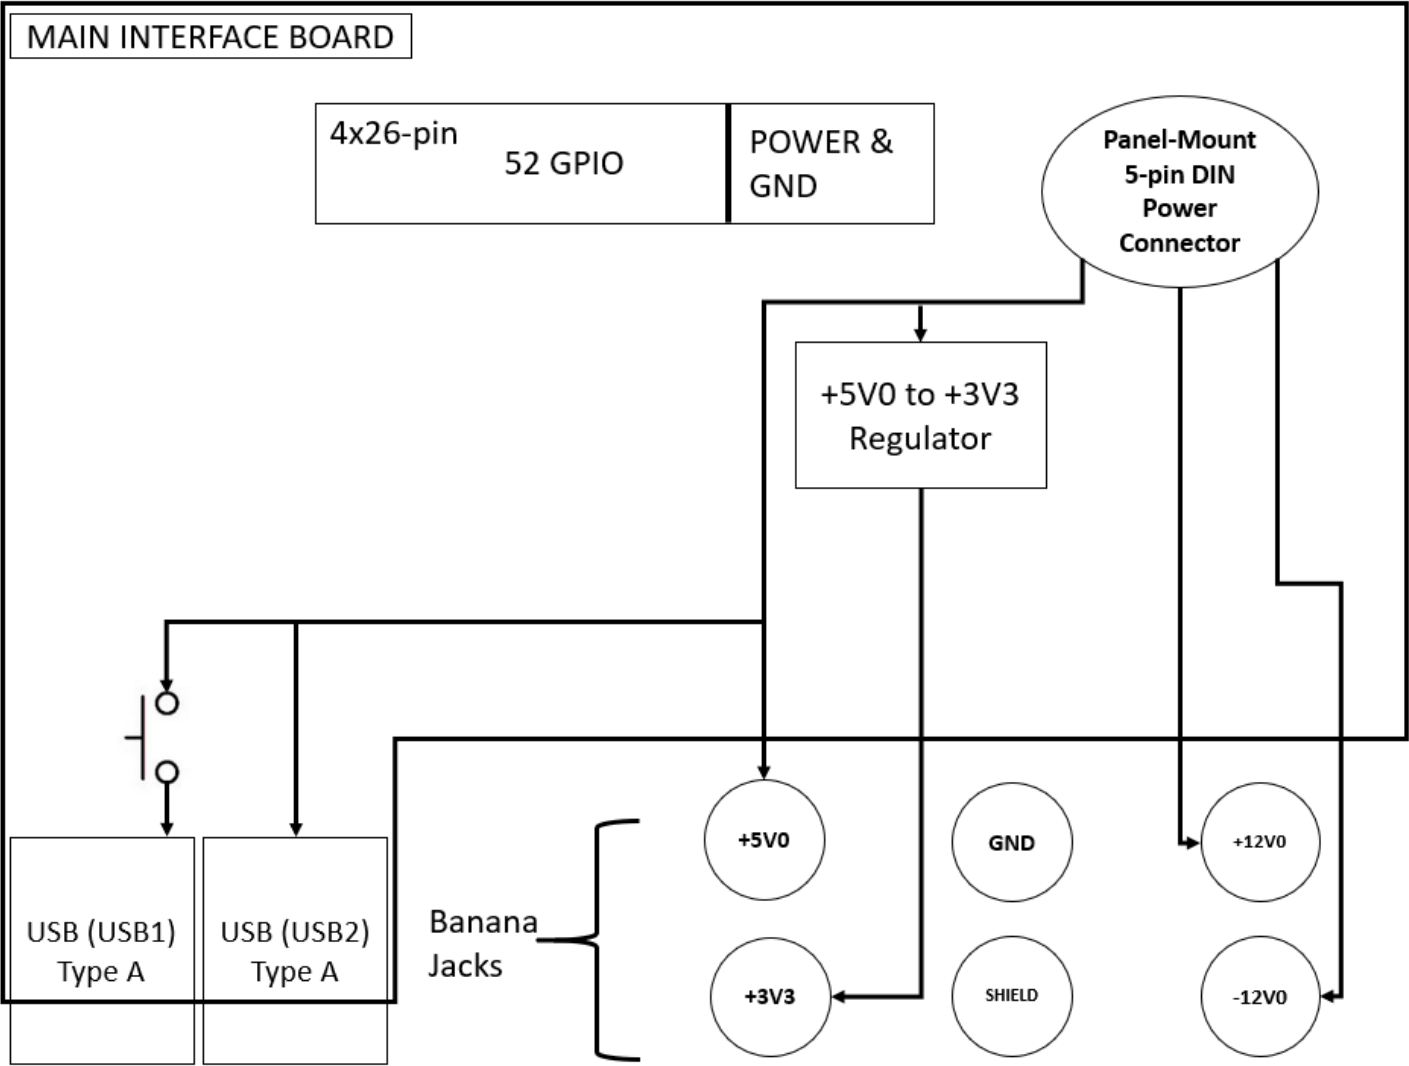 MAIN INTERFACE BOARD
4x26-pin
52 GPIO
POWER &
GND
Panel-Mount
5-pin DIN
Power
Connector
+5V0 to +3V3
Regulator
USB (USB1)
Type A
USB (USB2)
Type A
Banana
Jacks
+5V0
GND
+12V0
+3V3
SHIELD
-12V0